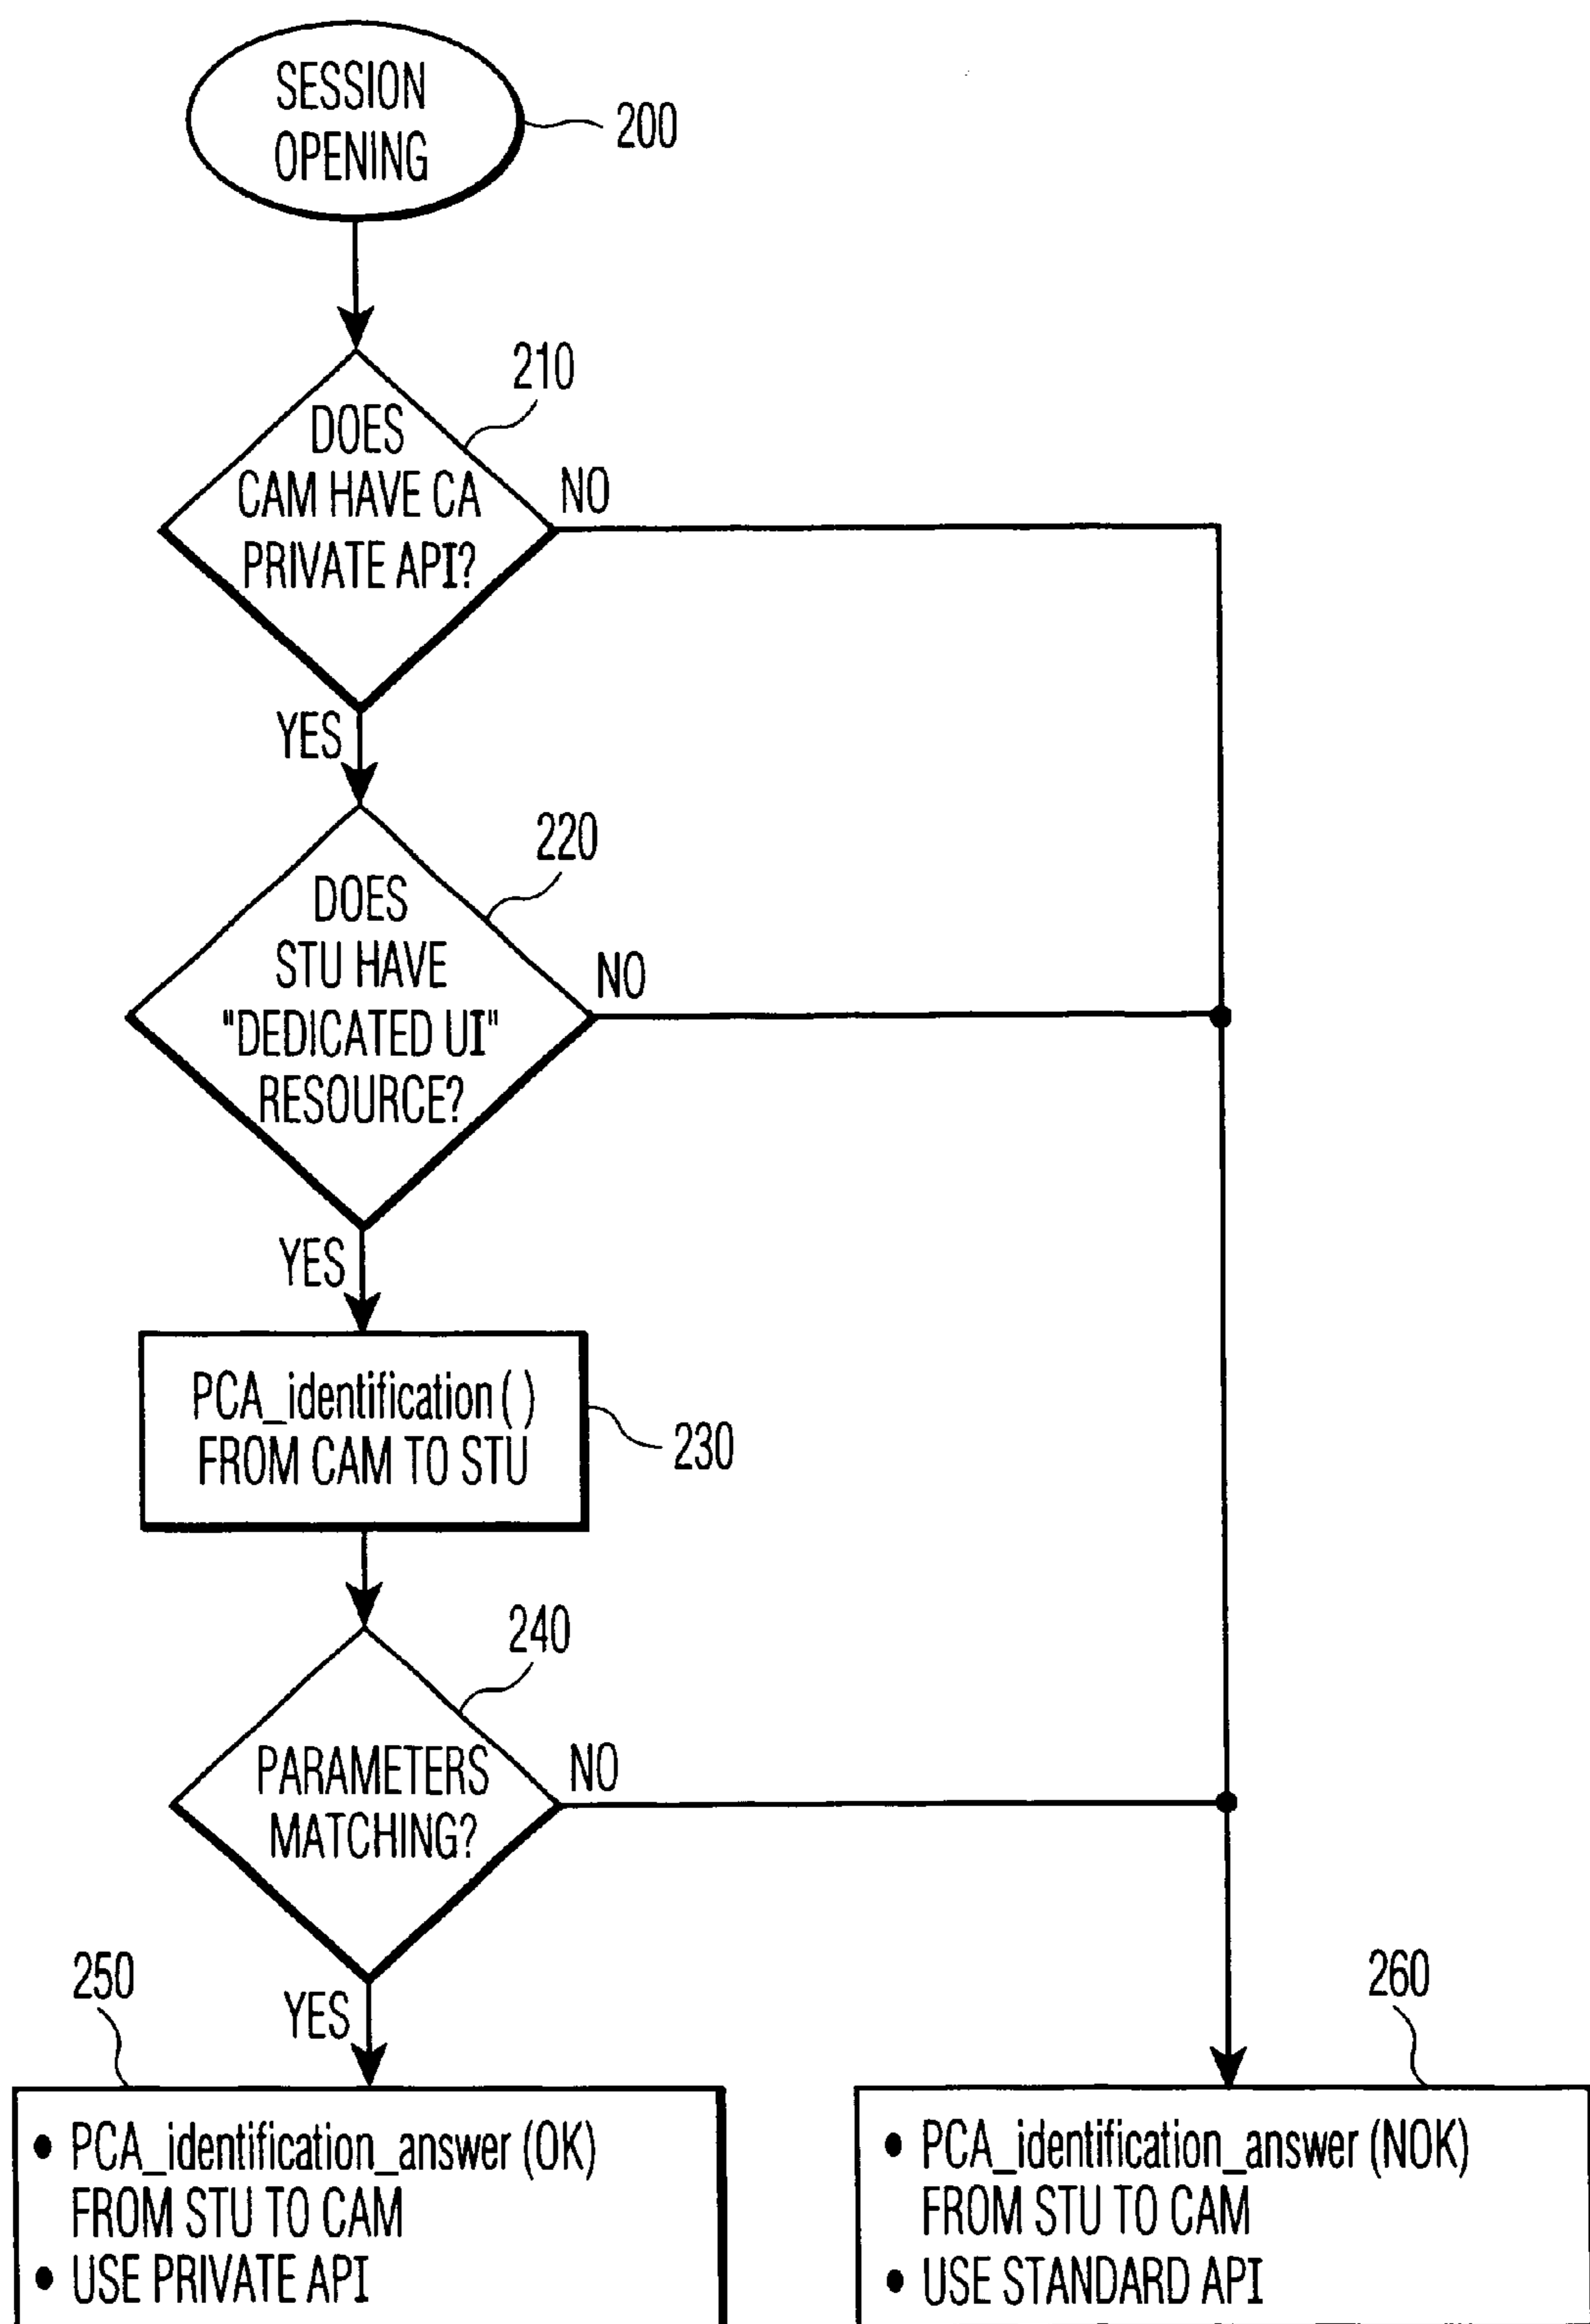 SESSION
OPENING
200
210
DOES
CAM HAVE CA
PRIVATE API?
NO
YES
220
DOES
STU HAVE
"DEDICATED UI"
RESOURCE?
NO
YES
PCA_identification ( )
FROM CAM TO STU
230
240
PARAMETERS
MATCHING?
NO
YES
250
• PCA_identification_answer (OK)
FROM STU TO CAM
• USE PRIVATE API
260
• PCA_identification_answer (NOK)
FROM STU TO CAM
• USE STANDARD API